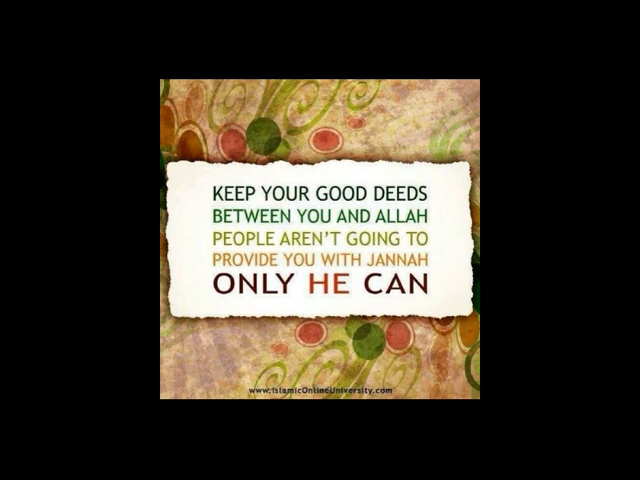 KEEP YOUR GOOD DEEDS
BETWEEN YOU AND ALLAH
PEOPLE AREN'T GOING TO
PROVIDE YOU WITH JANNAH
ONLY HE CAN
www.IslamicOnlineUniversity.com